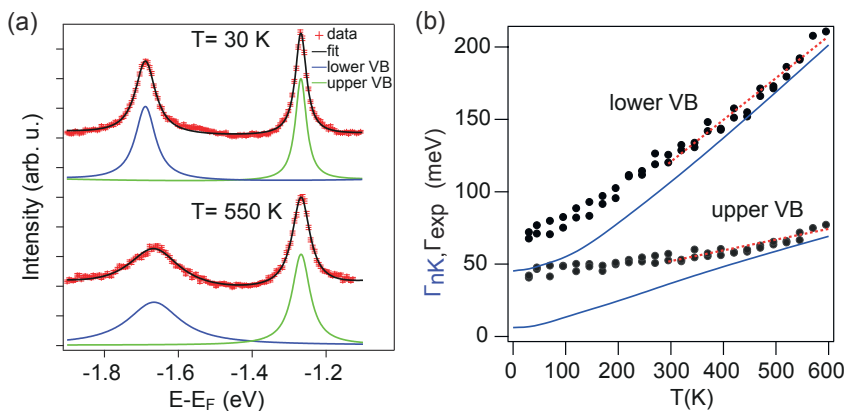 (a)
T= 30 K
data
fit
lower VB
upper VB
T= 550 K
Intensity (arb. u.)
-1.8
-1.6
-1.4
-1.2
E-EF (eV)
(b)
200
150
100
50
0
ΓnK,Γexp (meV)
lower VB
upper VB
0
100
200
300
400
500
600
T(K)